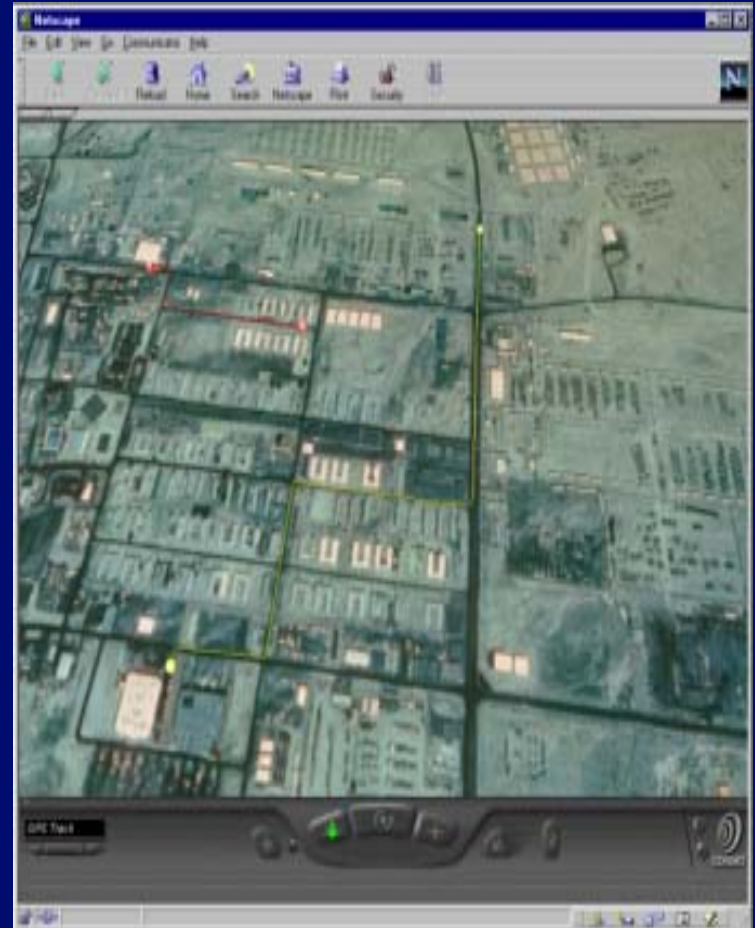 Netscape
File Edit View Go Communicator Help
Reload Home Search Netscape Print Security
N
GPS Track